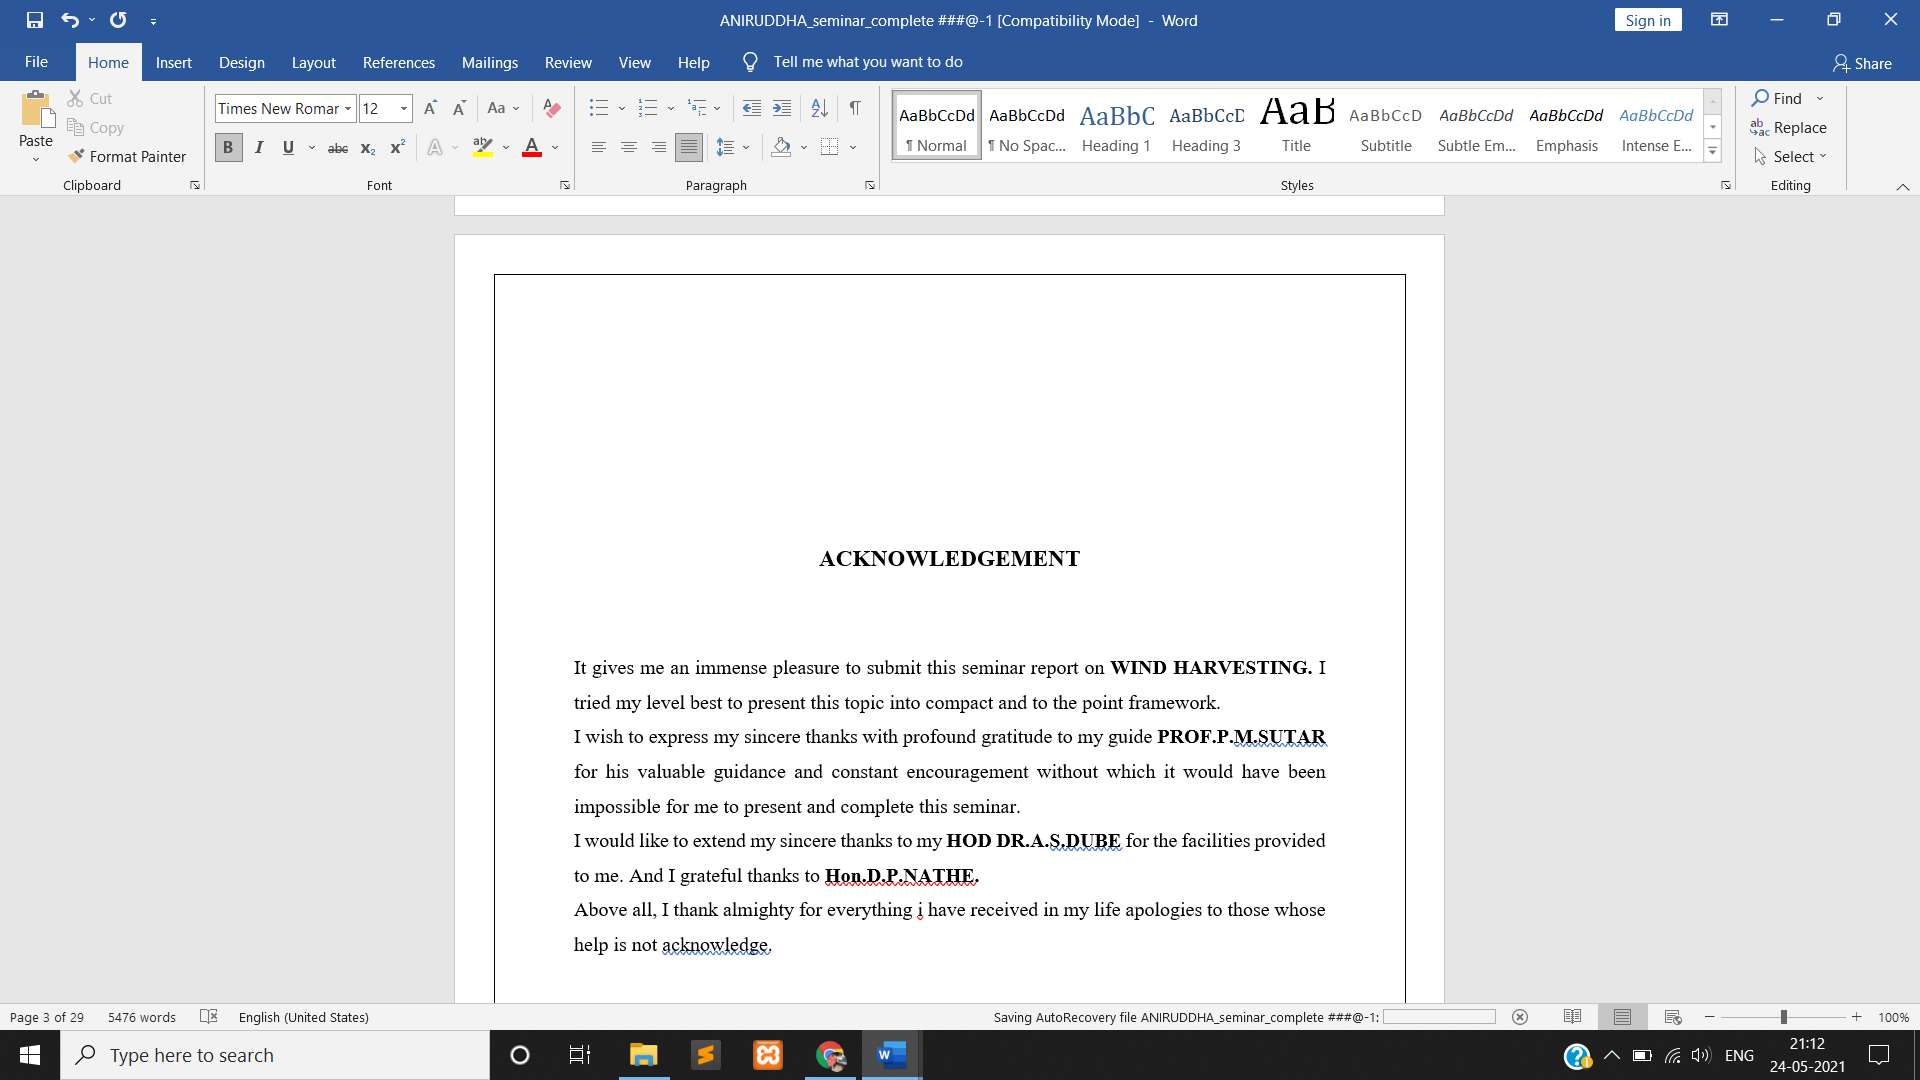 ANIRUDDHA_seminar_complete ###@-1 [Compatibility Mode] - Word
Sign in
File Home Insert Design Layout References Mailings Review View Help Tell me what you want to do Share
Paste
Cut
Copy
Format Painter
Clipboard
Times New Romar 12
Font
Paragraph
AaBbCcDd ¶ Normal
AaBbCcDd ¶ No Spac...
AaBbC Heading 1
AaBbCcD Heading 3
AaB Title
AaBbCcD Subtitle
AaBbCcDd Subtle Em...
AaBbCcDd Emphasis
AaBbCcDd Intense E...
Styles
Find
Replace
Select
Editing
ACKNOWLEDGEMENT
It gives me an immense pleasure to submit this seminar report on WIND HARVESTING. I
tried my level best to present this topic into compact and to the point framework.
I wish to express my sincere thanks with profound gratitude to my guide PROF.P.M.SUTAR
for his valuable guidance and constant encouragement without which it would have been
impossible for me to present and complete this seminar.
I would like to extend my sincere thanks to my HOD DR.A.S.DUBE for the facilities provided
to me. And I grateful thanks to Hon.D.P.NATHE.
Above all, I thank almighty for everything i have received in my life apologies to those whose
help is not acknowledge.
Page 3 of 29 5476 words English (United States) Saving AutoRecovery file ANIRUDDHA_seminar_complete ###@-1: 100%
Type here to search
ENG
21:12
24-05-2021